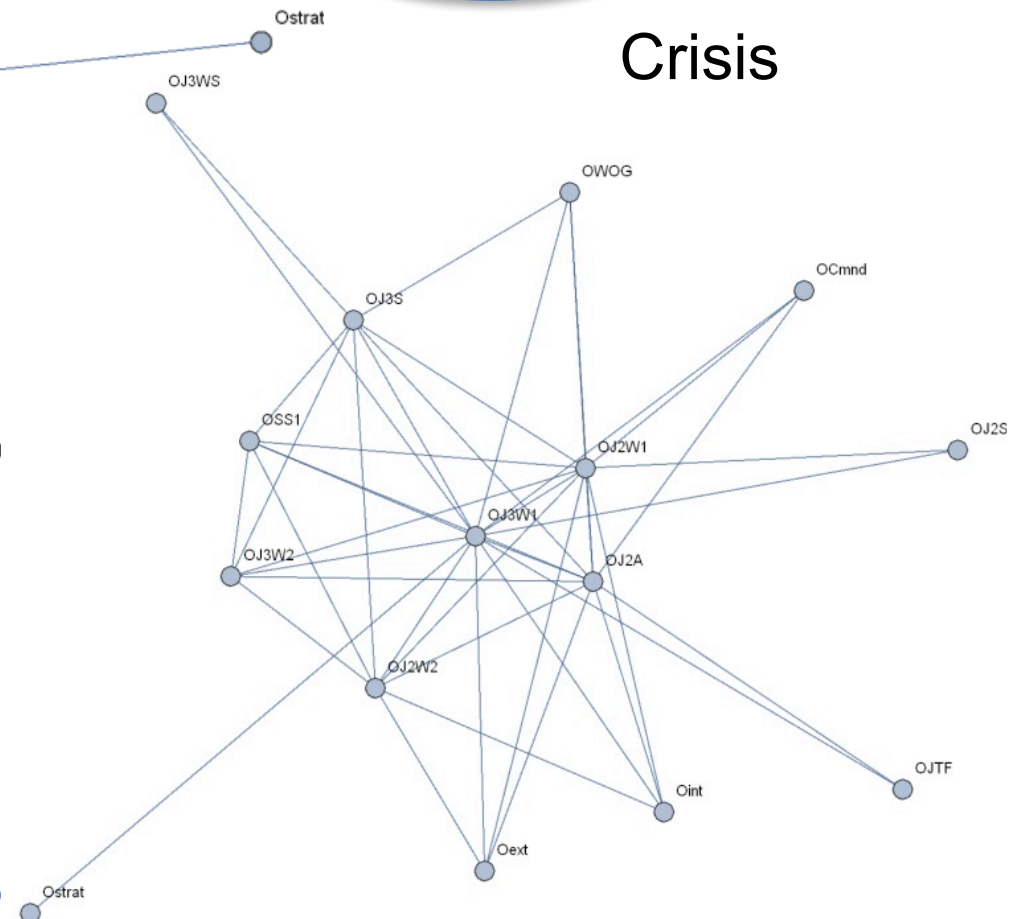 Ostrat
Crisis
OJ3WS
OWOG
OCmnd
OJ3S
OSS1
OJ2S
OJ2W1
OJ3W1
OJ3W2
OJ2A
OJ2W2
OJTF
Oint
Oext
Ostrat